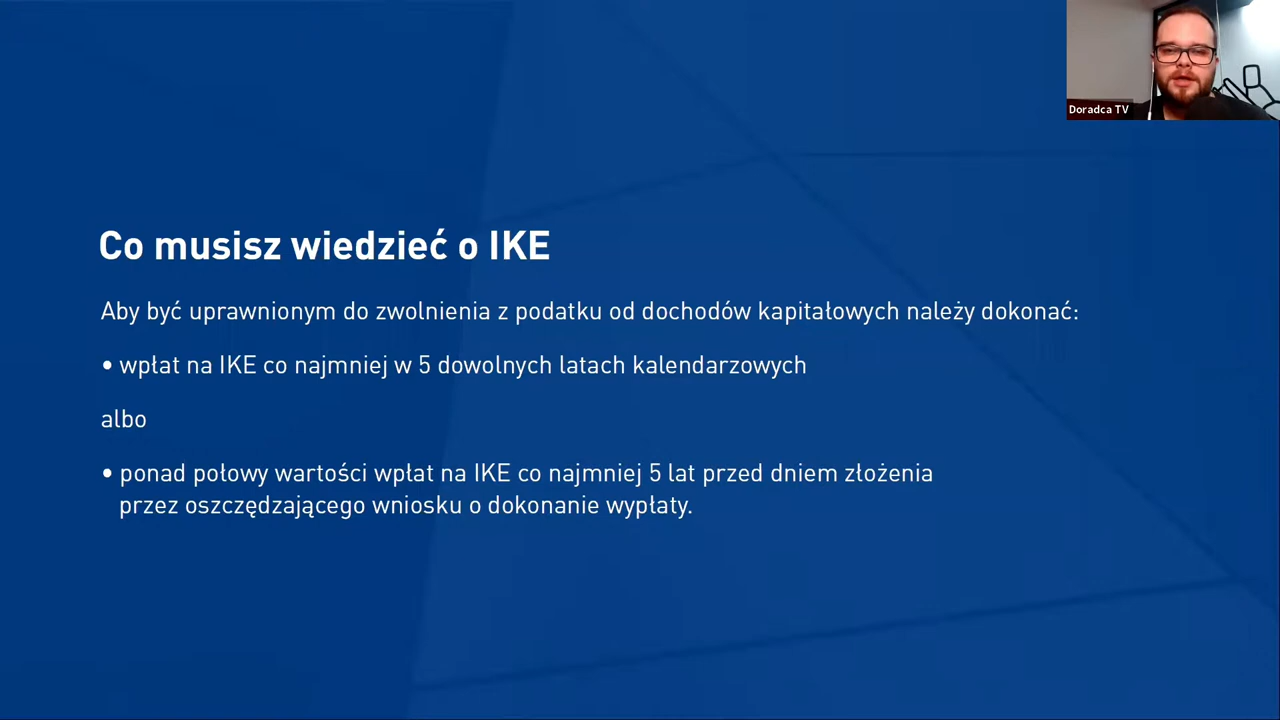 Doradca TV
Co musisz wiedzieć o IKE
Aby być uprawnionym do zwolnienia z podatku od dochodów kapitałowych należy dokonać:
• wpłat na IKE co najmniej w 5 dowolnych latach kalendarzowych
albo
• ponad połowy wartości wpłat na IKE co najmniej 5 lat przed dniem złożenia
przez oszczędzającego wniosku o dokonanie wypłaty.